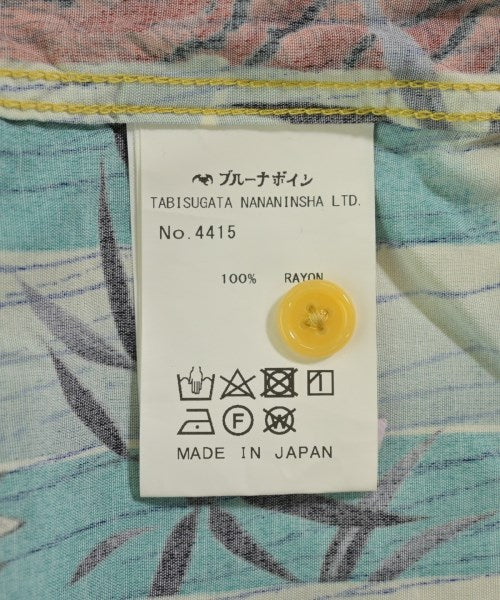 ブルーナボイン
TABISUGATA NANANINSHA LTD.
No.4415
100% RAYON
F W
MADE IN JAPAN